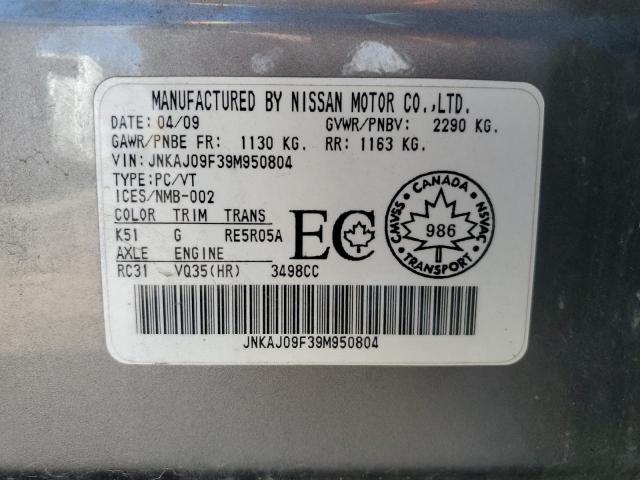 MANUFACTURED BY NISSAN MOTOR CO.,LTD.
DATE: 04/09 GVWR/PNBV: 2290 KG.
GAWR/PNBE FR: 1130 KG. RR: 1163 KG.
VIN: JNKAJ09F39M950804
TYPE: PC/VT
ICES/NMB-002
COLOR TRIM TRANS
K51 G RE5R05A
AXLE ENGINE
RC31 VQ35(HR) 3498CC
EC
CANADA
CMVSS
986
NSVAC
TRANSPORT
JNKAJ09F39M950804